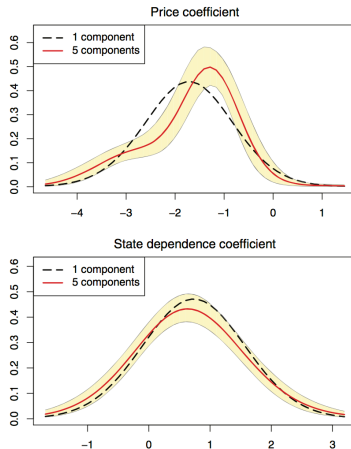 Price coefficient
1 component
5 components
0.6
0.5
0.4
0.3
0.2
0.1
0.0
−4 −3 −2 −1 0 1
State dependence coefficient
1 component
5 components
0.6
0.5
0.4
0.3
0.2
0.1
0.0
−1 0 1 2 3